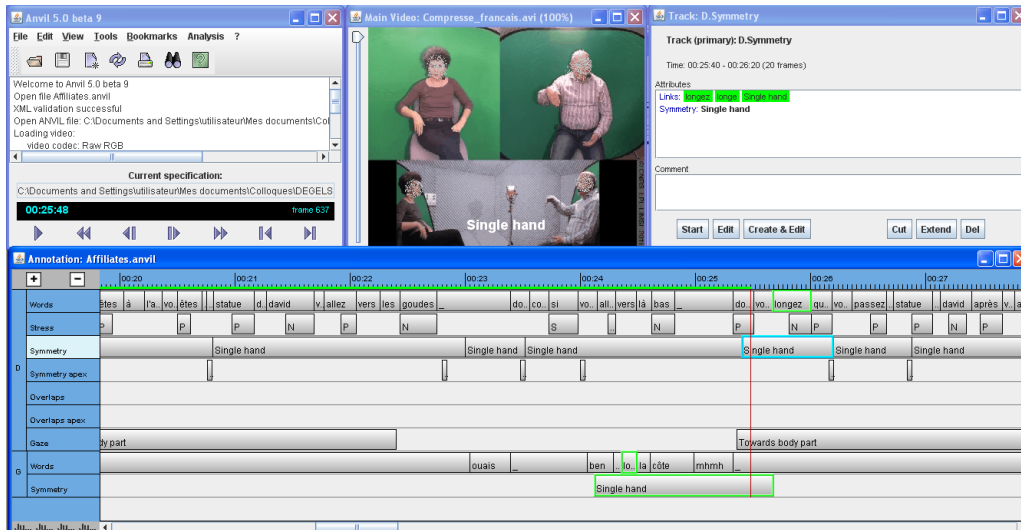 Anvil 5.0 beta 9
File Edit View Tools Bookmarks Analysis ?
Welcome to Anvil 5.0 beta 9
Open file Affiliates.anvil
XML validation successful
Open ANVIL file: C:\Documents and Settings\utilisateur\Mes documents\Col
Loading video:
video codec: Raw RGB
Current specification:
C:\Documents and Settings\utilisateur\Mes documents\Colloques\DEGELS
00:25:48 frame 637
Main Video: Compresse_francais.avi (100%)
Single hand
Track: D.Symmetry
Track (primary): D.Symmetry
Time: 00:25:40 - 00:26:20 (20 frames)
Attributes
Links: longez longe Single hand
Symmetry: Single hand
Comment
Start Edit Create & Edit Cut Extend Del
Annotation: Affiliates.anvil
+ -
00:20 00:21 00:22 00:23 00:24 00:25 00:26 00:27
D
Words êtes à l'a.. vo.. êtes statue d.. david v.. allez vers les goudes _ do.. co.. si vo.. all.. vers là bas _ do.. vo.. longez qu.. vo.. passez statue david après v..
Stress P P P N P N S .. N P N P P P N P
Symmetry Single hand Single hand Single hand Single hand Single hand Single hand
Symmetry apex
Overlaps
Overlaps apex
Gaze dy part Towards body part
G
Words ouais _ ben .. lo.. la côte mhmh _
Symmetry Single hand
Ju... Ju... Ju... Ju...